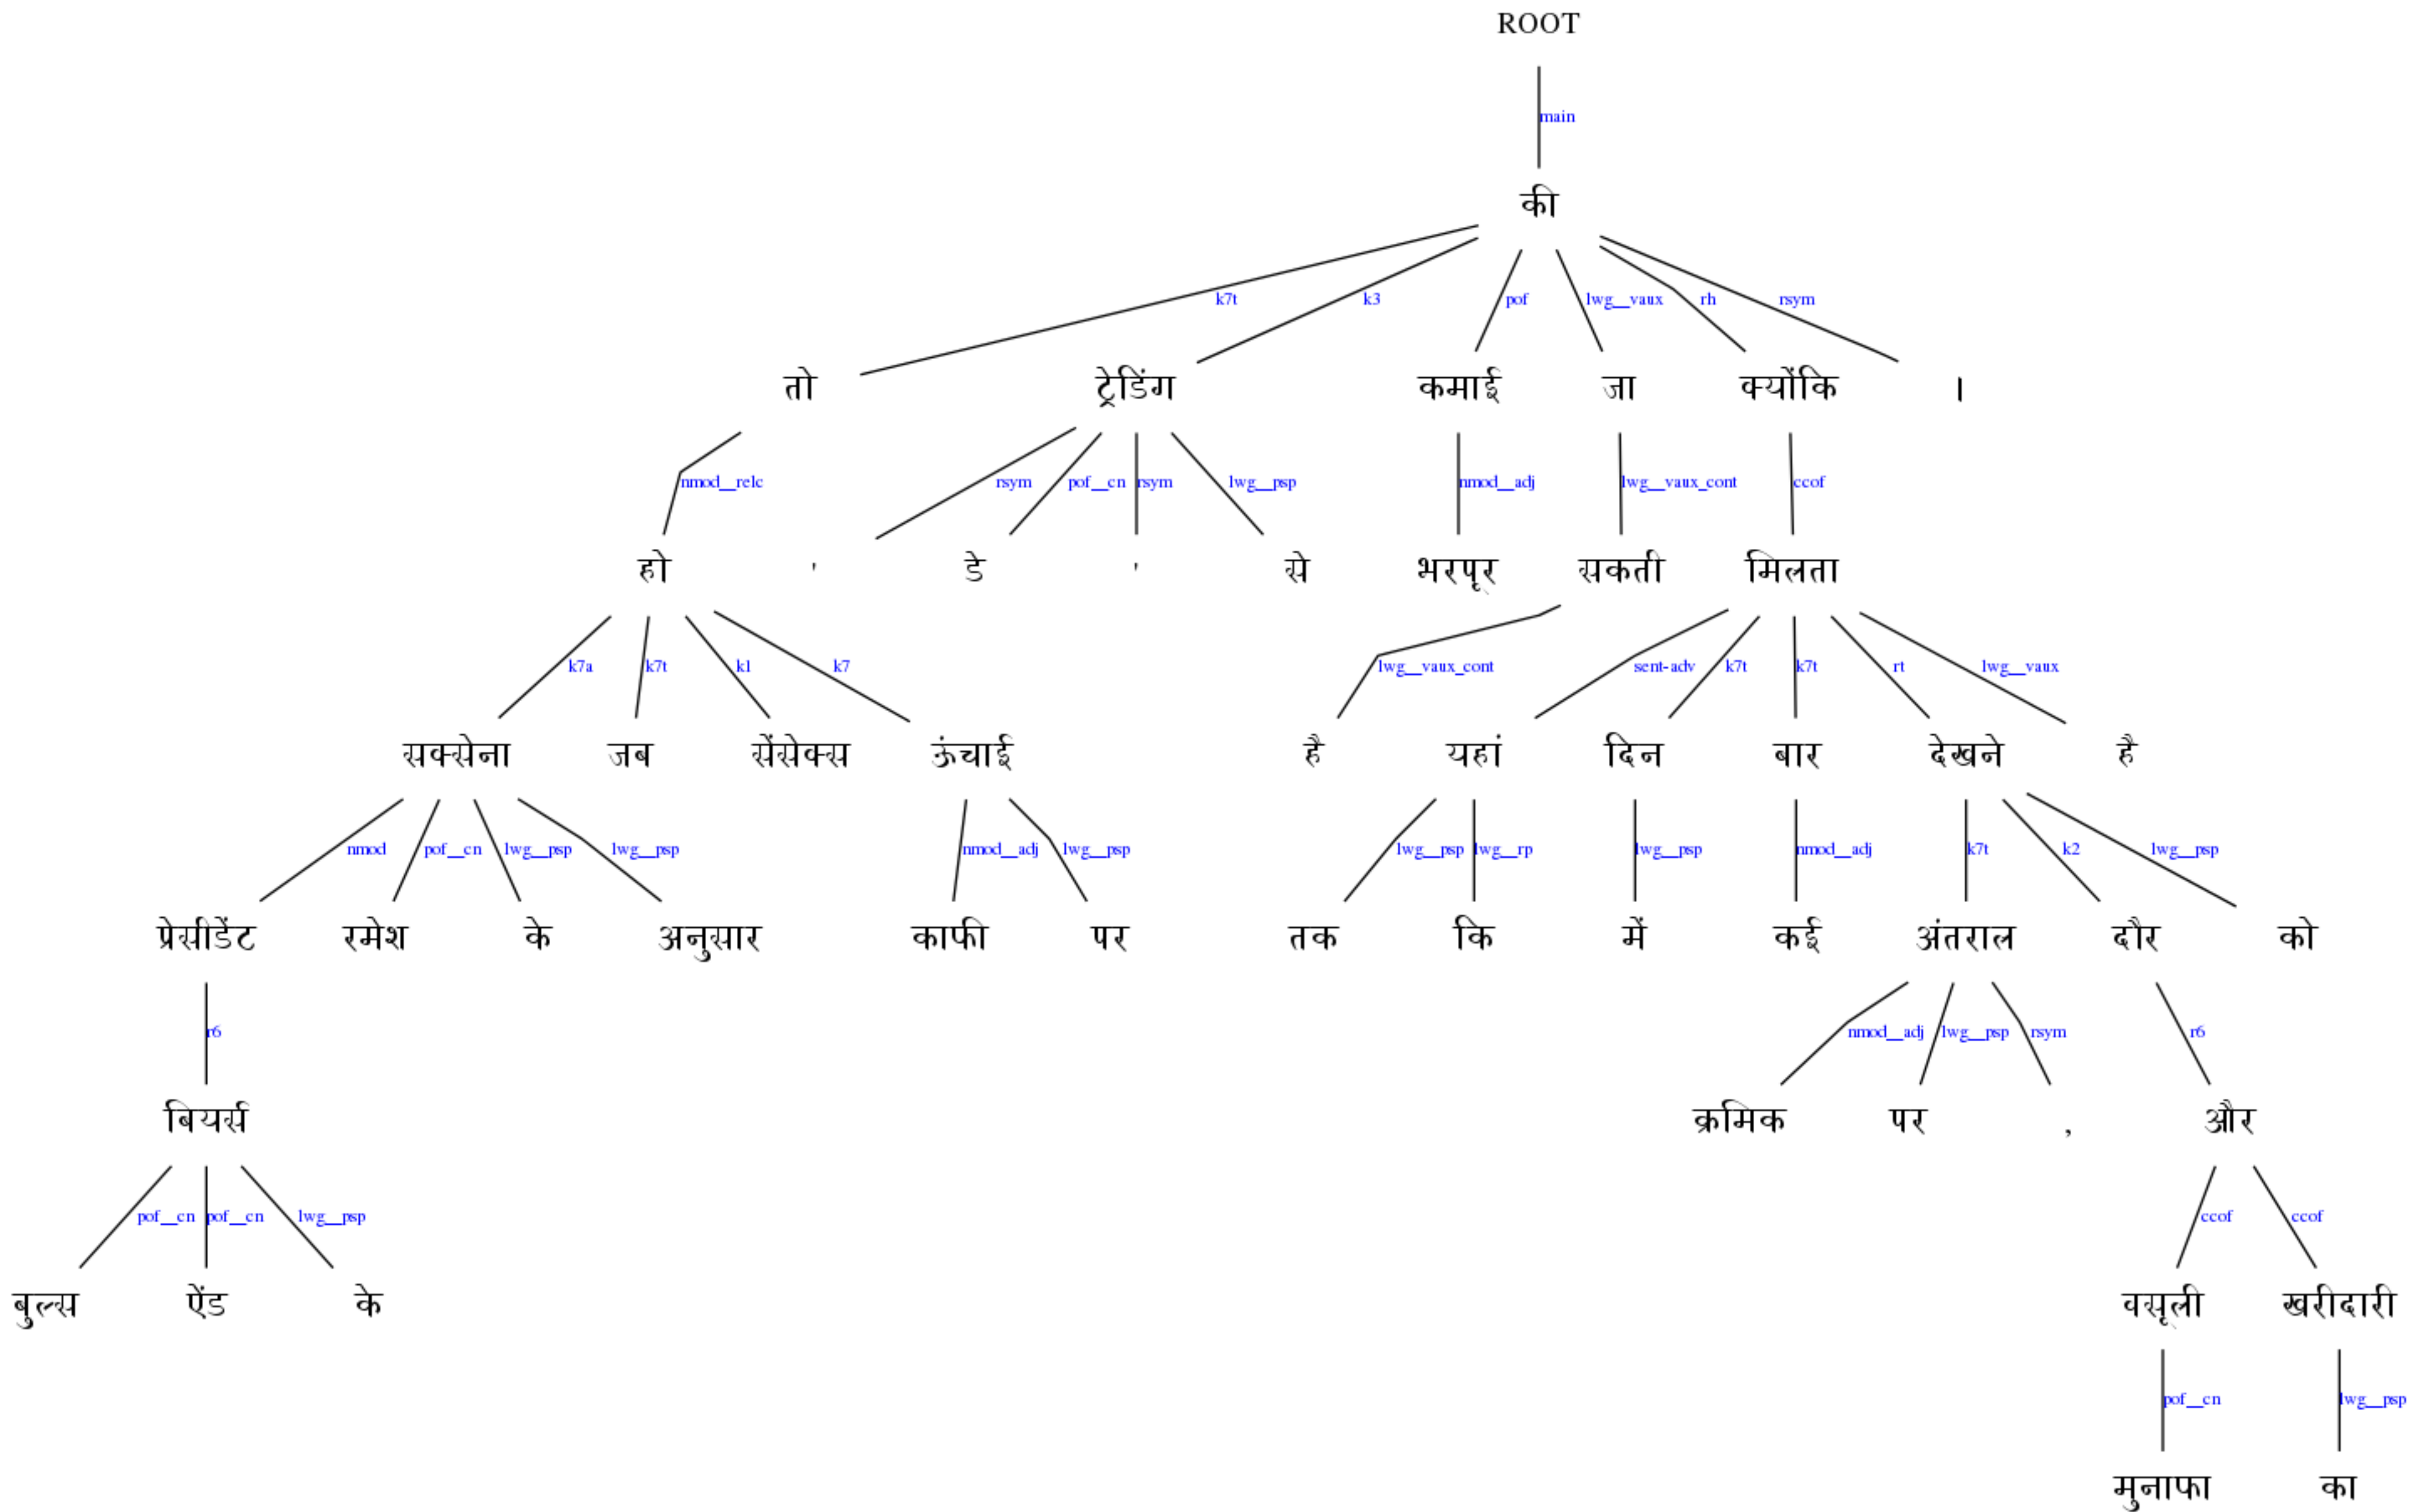 ROOT
main
की
k7t k3 pof lwg__vaux rh rsym
तो ट्रेडिंग कमाई जा क्योंकि ।
nmod__relc rsym pof__cn rsym lwg__psp nmod__adj lwg__vaux_cont ccof
हो ' डे ' से भरपूर सकती मिलता
k7a k7t k1 k7 lwg__vaux_cont sent-adv k7t k7t rt lwg__vaux
सक्सेना जब सेंसेक्स ऊंचाई है यहां दिन बार देखने है
nmod pof__cn lwg__psp lwg__psp nmod__adj lwg__psp lwg__psp lwg__rp lwg__psp nmod__adj k7t k2 lwg__psp
प्रेसीडेंट रमेश के अनुसार काफी पर तक कि में कई अंतराल दौर को
r6 nmod__adj lwg__psp rsym r6
बियर्स क्रमिक पर , और
pof__cn pof__cn lwg__psp ccof ccof
बुल्स ऐंड के वसूली खरीदारी
pof__cn lwg__psp
मुनाफा का